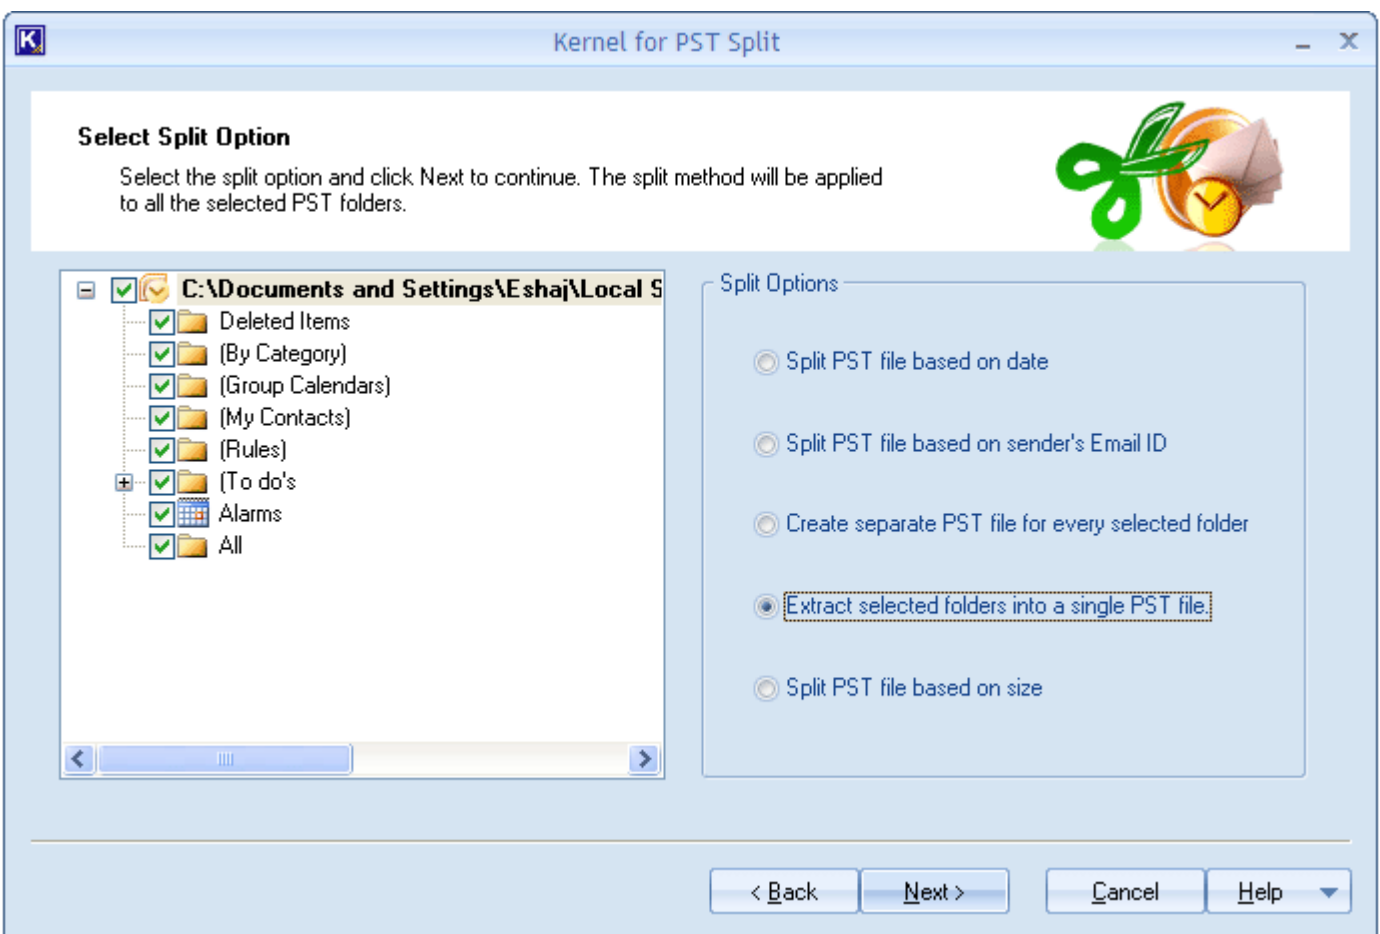 K
Kernel for PST Split
Select Split Option
Select the split option and click Next to continue. The split method will be applied
to all the selected PST folders.
C:\Documents and Settings\Eshaj\Local S
Deleted Items
(By Category)
(Group Calendars)
(My Contacts)
(Rules)
(To do's
Alarms
All
Split Options
Split PST file based on date
Split PST file based on sender's Email ID
Create separate PST file for every selected folder
Extract selected folders into a single PST file.
Split PST file based on size
< Back
Next >
Cancel
Help